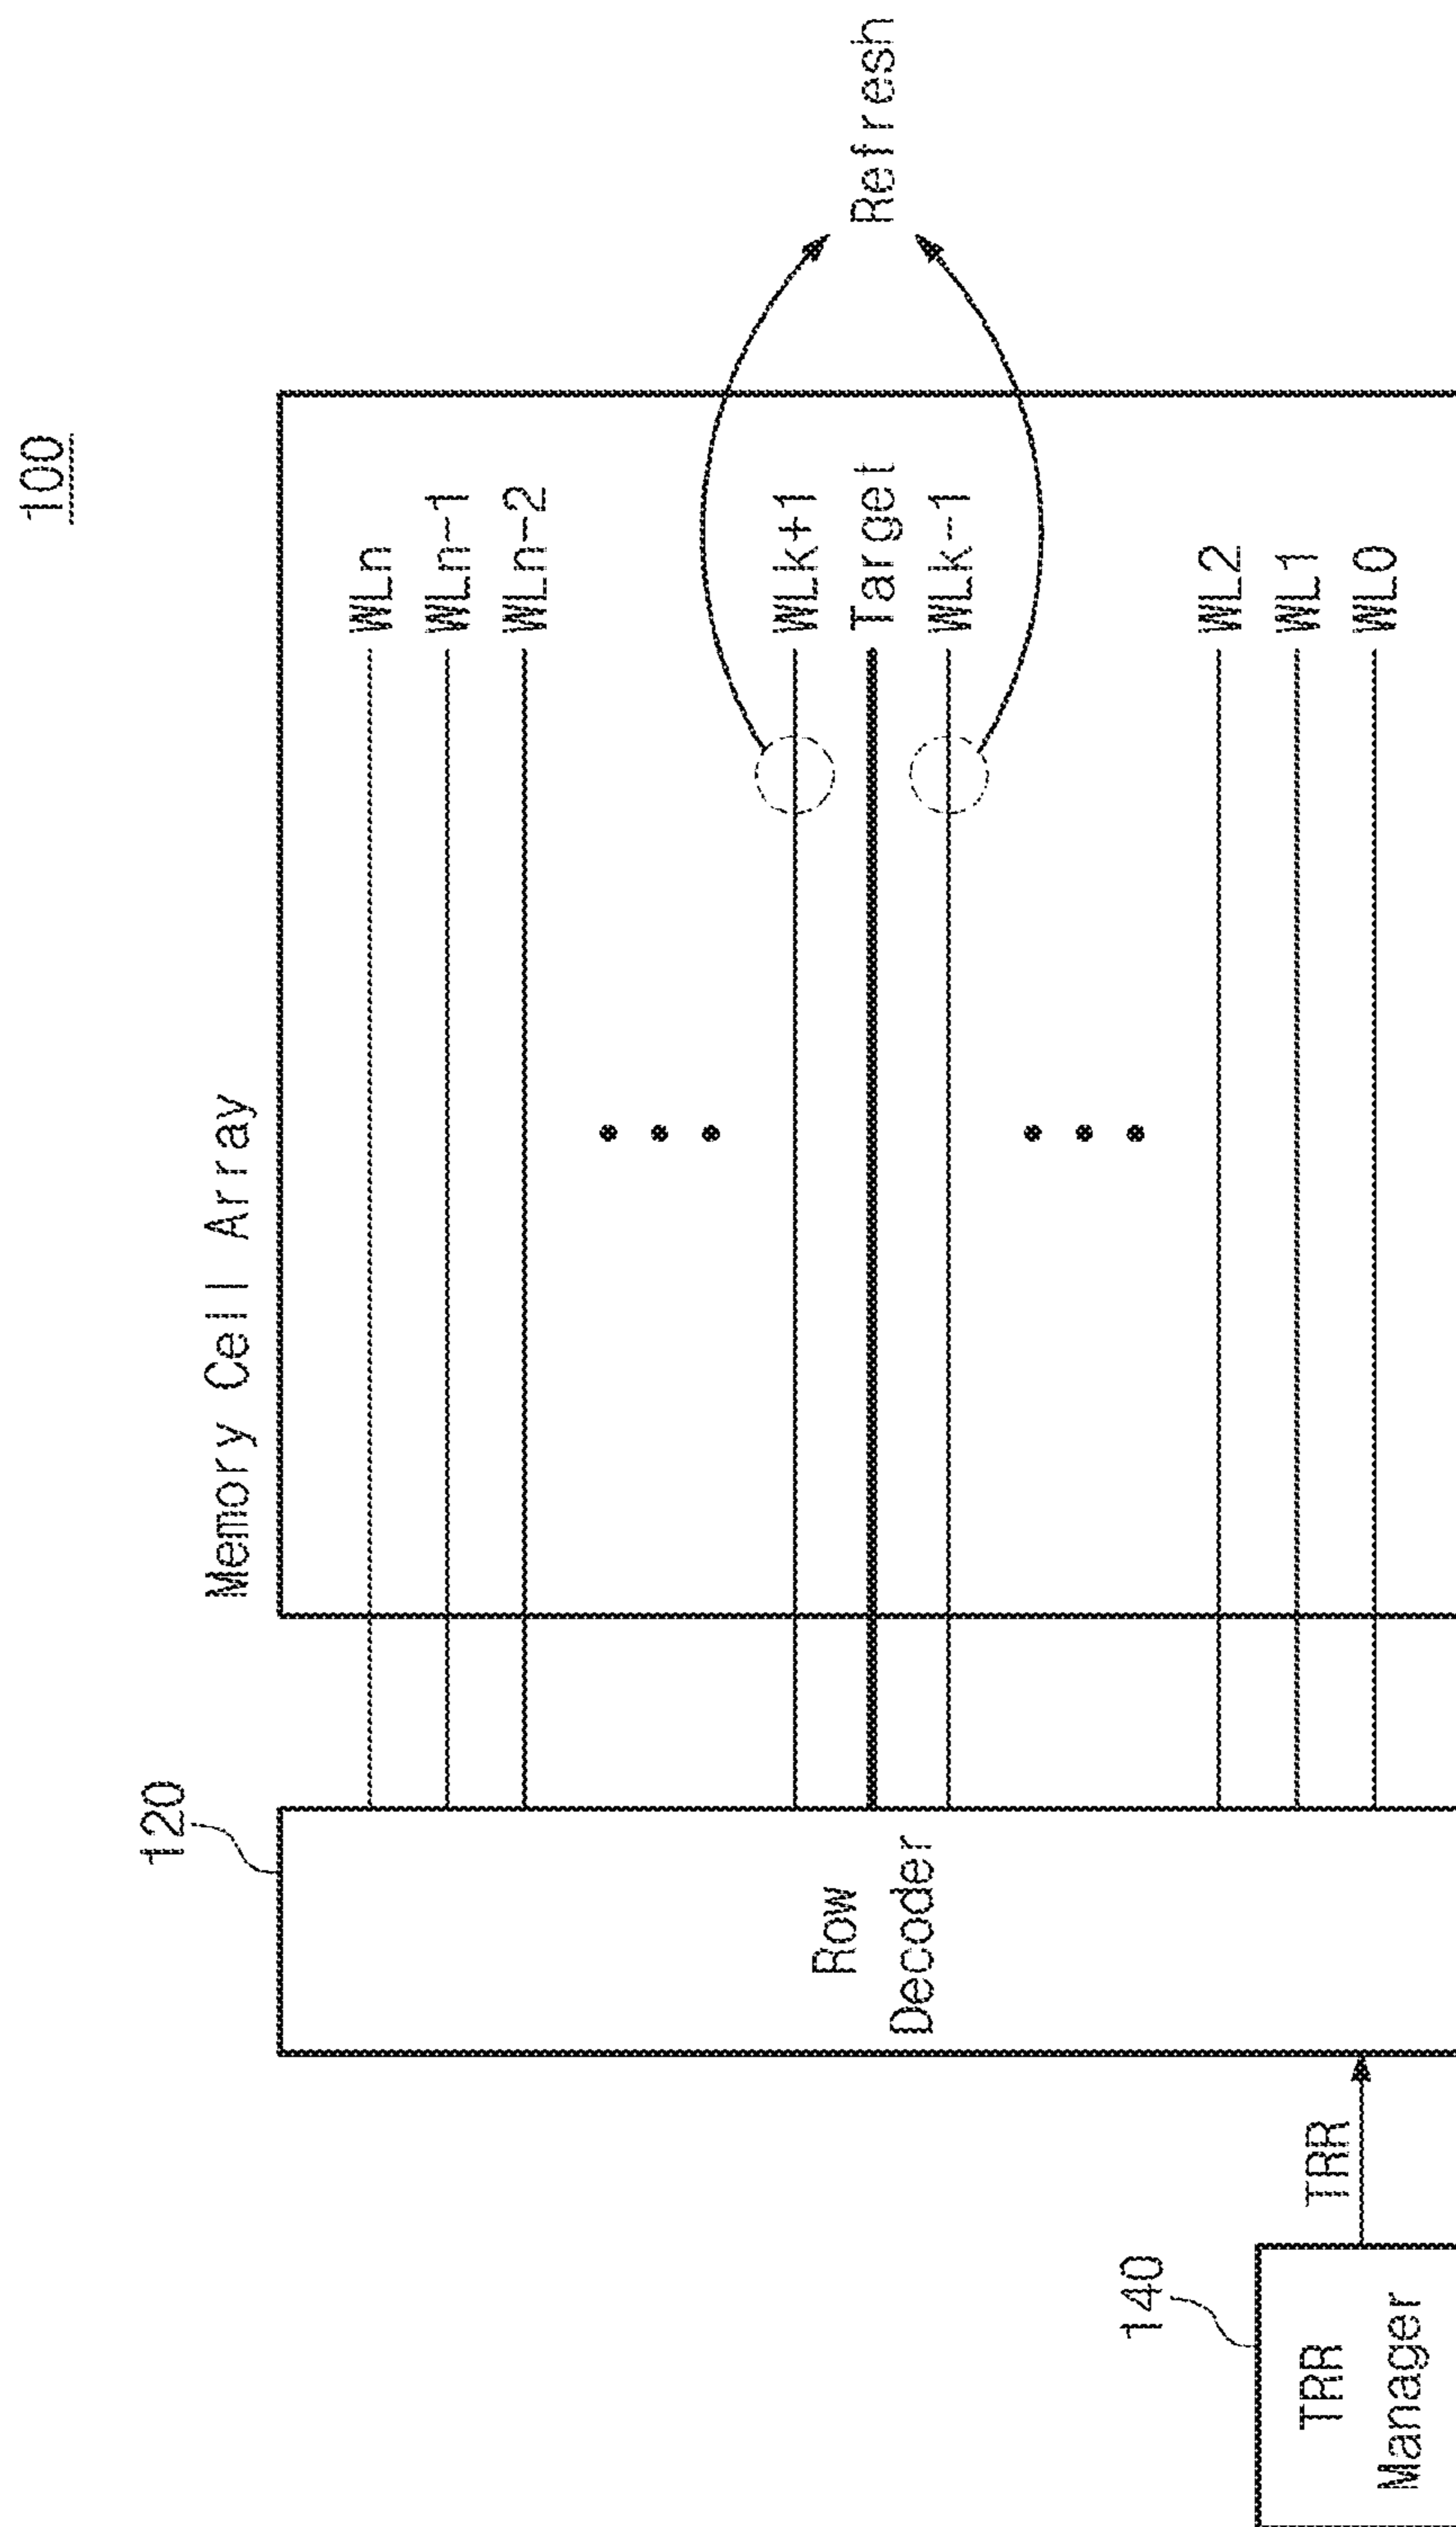 100
Memory Cell Array
120
WLn
WLn-1
WLn-2
WLk+1
Target
WLk-1
Refresh
WL2
WL1
WL0
Row
Decoder
140
TRR
TRR
Manager